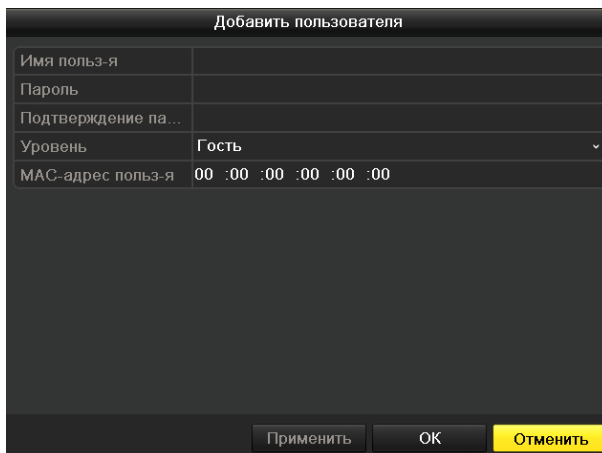 Добавить пользователя
Имя польз-я
Пароль
Подтверждение па...
Уровень Гость
MAC-адрес польз-я 00 :00 :00 :00 :00 :00
Применить OK Отменить